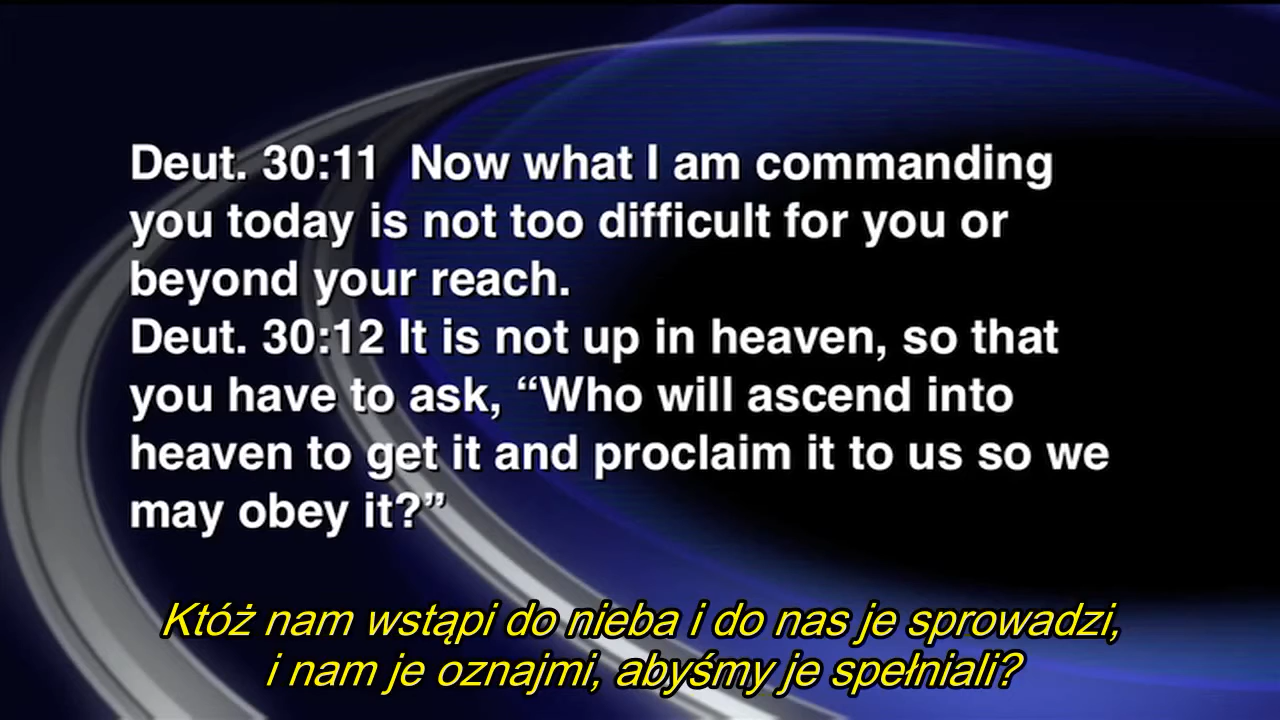 Deut. 30:11  Now what I am commanding
you today is not too difficult for you or
beyond your reach.
Deut. 30:12 It is not up in heaven, so that
you have to ask, “Who will ascend into
heaven to get it and proclaim it to us so we
may obey it?”
Któż nam wstąpi do nieba i do nas je sprowadzi,
i nam je oznajmi, abyśmy je spełniali?